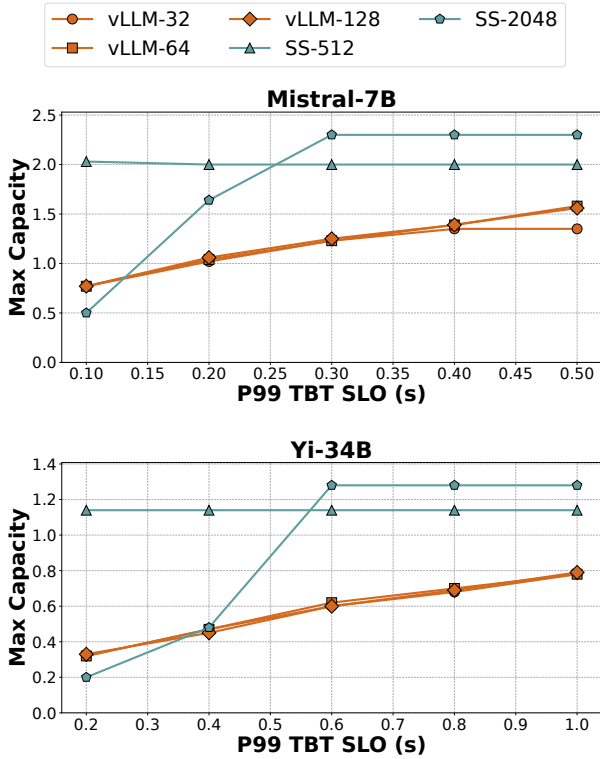 vLLM-32 vLLM-128 SS-2048
vLLM-64 SS-512
Mistral-7B
Max Capacity
2.5
2.0
1.5
1.0
0.5
0.0
0.10 0.15 0.20 0.25 0.30 0.35 0.40 0.45 0.50
P99 TBT SLO (s)
Yi-34B
Max Capacity
1.4
1.2
1.0
0.8
0.6
0.4
0.2
0.0
0.2 0.3 0.4 0.5 0.6 0.7 0.8 0.9 1.0
P99 TBT SLO (s)